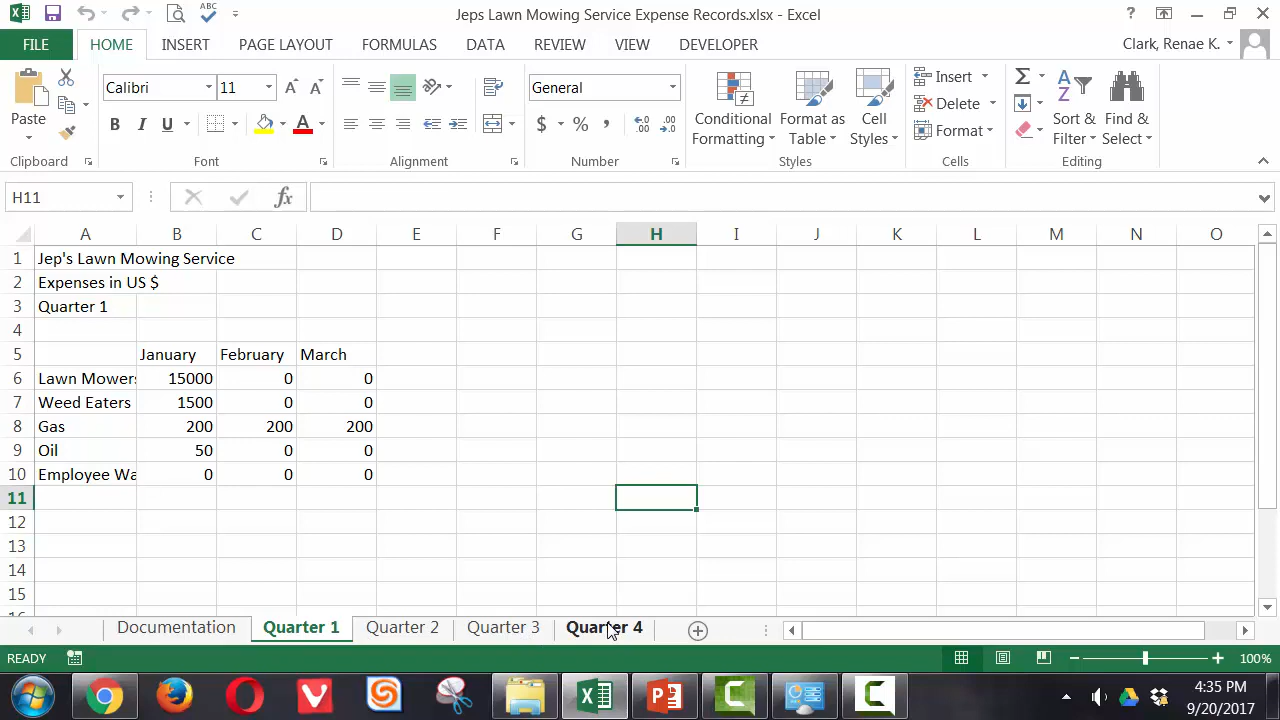 ABC
Jeps Lawn Mowing Service Expense Records.xlsx - Excel
?
FILE HOME INSERT PAGE LAYOUT FORMULAS DATA REVIEW VIEW DEVELOPER Clark, Renae K.
Paste
Calibri 11 A A
B I U A
General
$ % ,
Conditional Formatting
Format as Table
Cell Styles
Insert
Delete
Format
Sort & Filter
Find & Select
Clipboard Font Alignment Number Styles Cells Editing
H11 fx
A B C D E F G H I J K L M N O
1 Jep's Lawn Mowing Service
2 Expenses in US $
3 Quarter 1
4
5 January February March
6 Lawn Mowers 15000 0 0
7 Weed Eaters 1500 0 0
8 Gas 200 200 200
9 Oil 50 0 0
10 Employee Wa 0 0 0
11
12
13
14
15
16
Documentation Quarter 1 Quarter 2 Quarter 3 Quarter 4
READY 100%
4:35 PM
9/20/2017